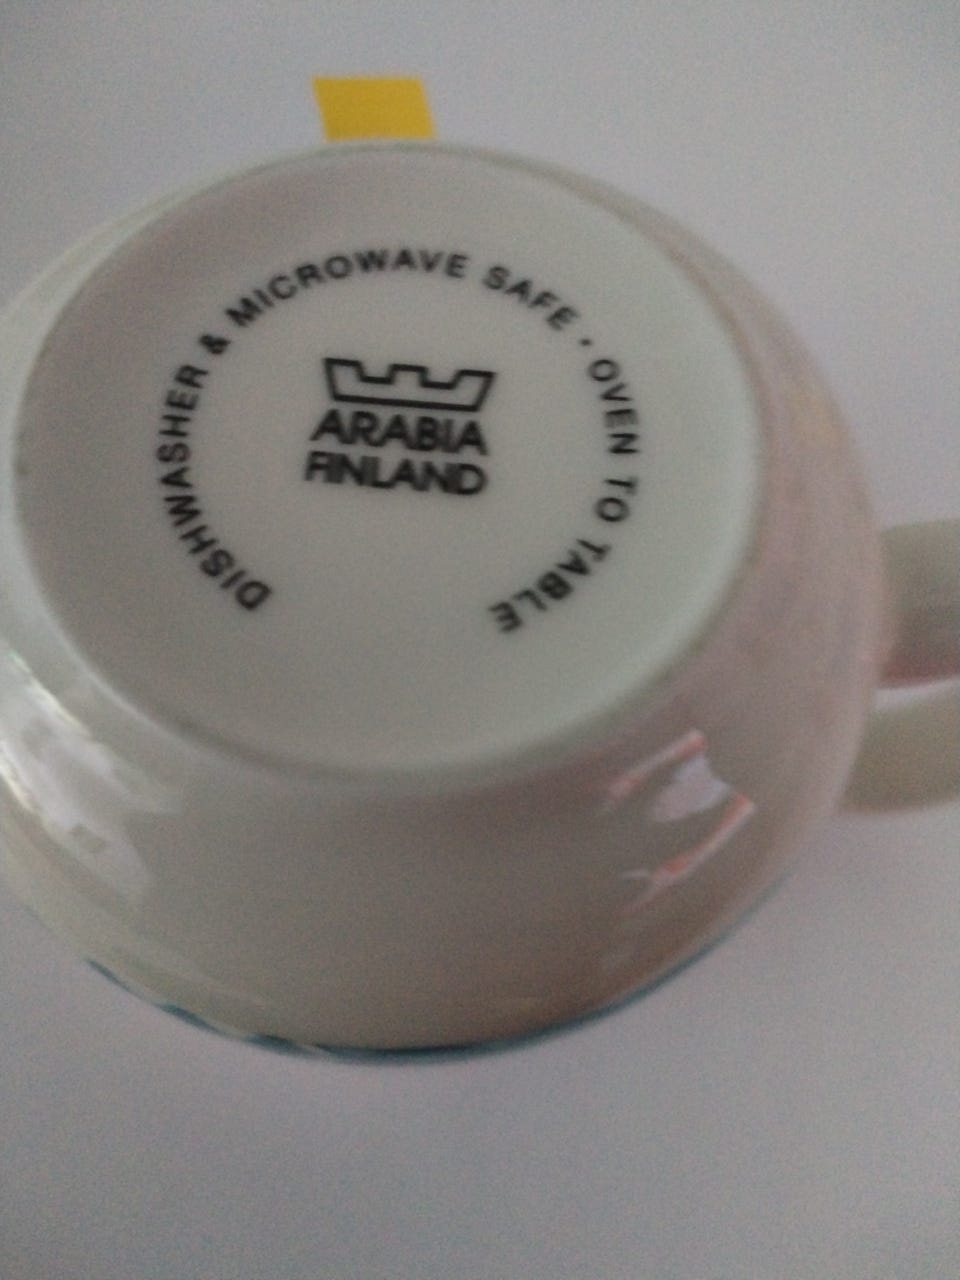 DISHWASHER & MICROWAVE SAFE · OVEN TO TABLE
ARABIA
FINLAND